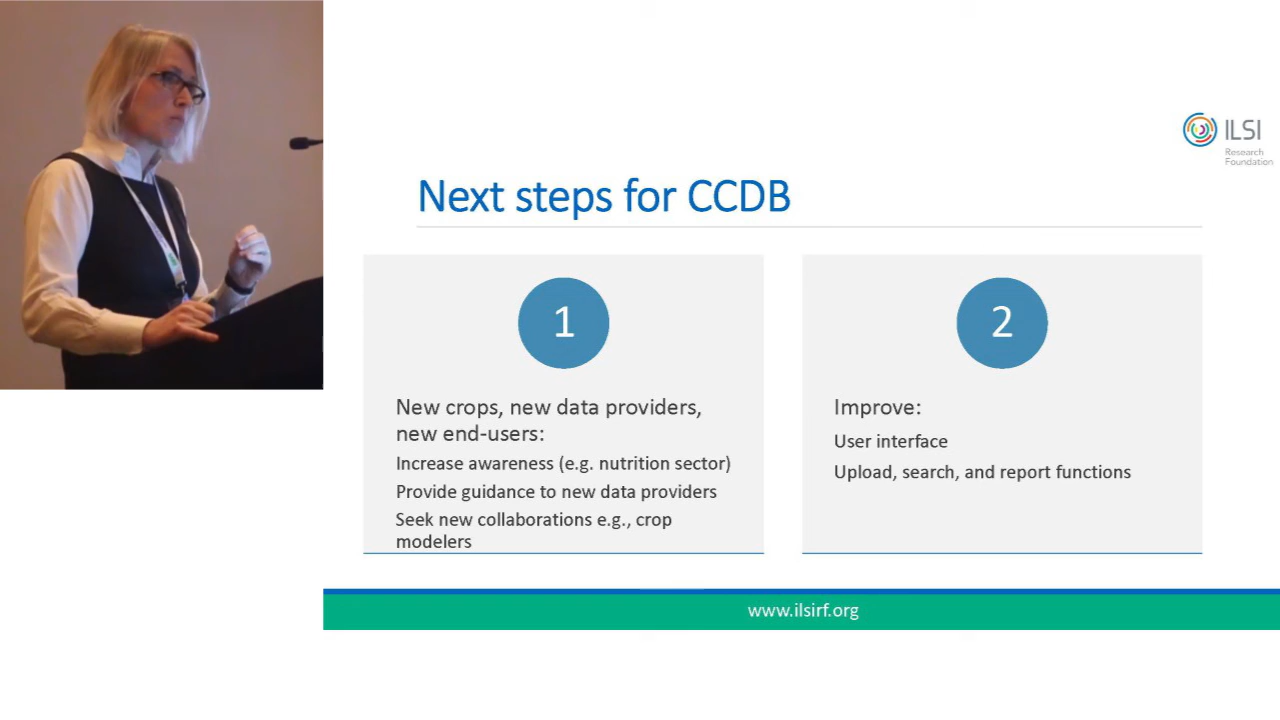 ILSI
Research
Foundation
Next steps for CCDB
1
New crops, new data providers,
new end-users:
Increase awareness (e.g. nutrition sector)
Provide guidance to new data providers
Seek new collaborations e.g., crop
modelers
2
Improve:
User interface
Upload, search, and report functions
www.ilsirf.org